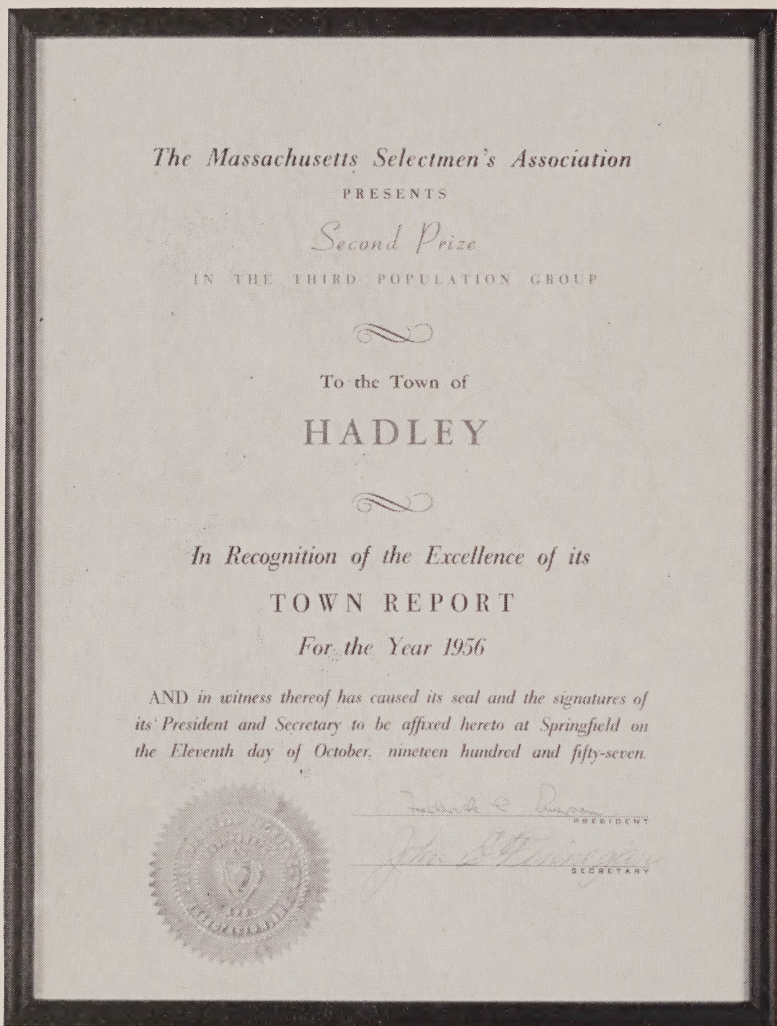 The Massachusetts Selectmen's Association
PRESENTS
Second Prize
IN THE THIRD POPULATION GROUP
To the Town of
HADLEY
In Recognition of the Excellence of its
TOWN REPORT
For the Year 1956
AND in witness thereof has caused its seal and the signatures of
its President and Secretary to be affixed hereto at Springfield on
the Eleventh day of October, nineteen hundred and fifty-seven.
PRESIDENT
John E. Finnegan
SECRETARY